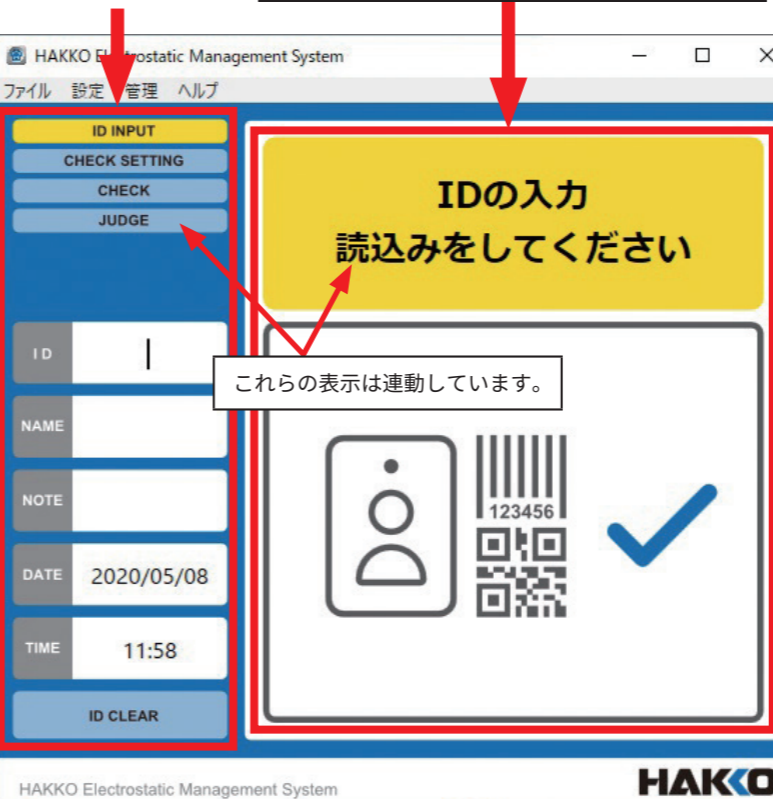 HAKKO Electrostatic Management System
ファイル 設定 管理 ヘルプ
ID INPUT
CHECK SETTING
CHECK
JUDGE
IDの入力
読込みをしてください
これらの表示は連動しています。
ID
NAME
NOTE
DATE 2020/05/08
TIME 11:58
ID CLEAR
123456
HAKKO Electrostatic Management System
HAKKO